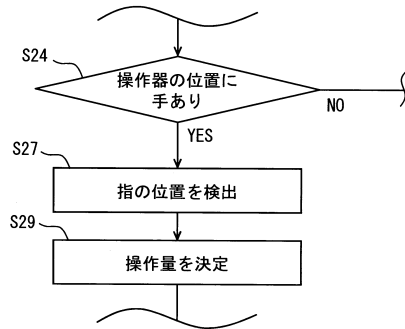 S24
操作器の位置に
手あり
NO
YES
S27
指の位置を検出
S29
操作量を決定